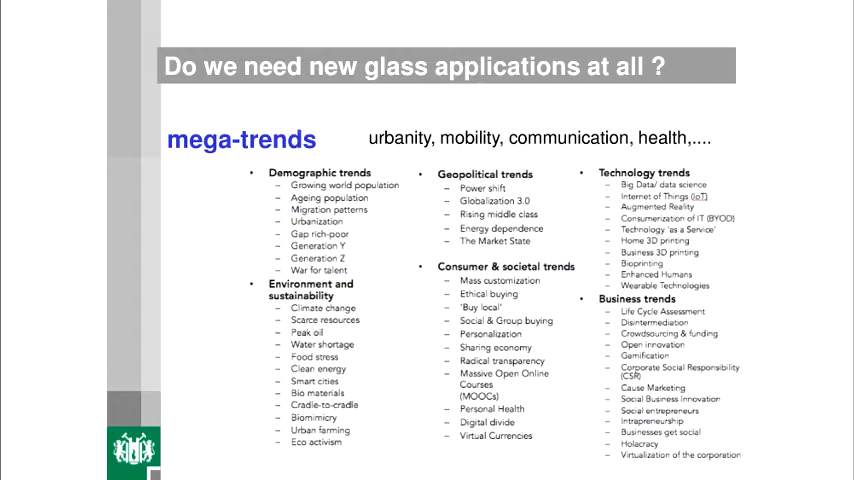 Do we need new glass applications at all ?
mega-trends
urbanity, mobility, communication, health,....
• Demographic trends
– Growing world population
– Ageing population
– Migration patterns
– Urbanization
– Gap rich-poor
– Generation Y
– Generation Z
– War for talent
• Environment and
sustainability
– Climate change
– Scarce resources
– Peak oil
– Water shortage
– Food stress
– Clean energy
– Smart cities
– Bio materials
– Cradle-to-cradle
– Biomimicry
– Urban farming
– Eco activism
• Geopolitical trends
– Power shift
– Globalization 3.0
– Rising middle class
– Energy dependence
– The Market State
• Consumer & societal trends
– Mass customization
– Ethical buying
– 'Buy local'
– Social & Group buying
– Personalization
– Sharing economy
– Radical transparency
– Massive Open Online
Courses
(MOOCs)
– Personal Health
– Digital divide
– Virtual Currencies
• Technology trends
– Big Data/ data science
– Internet of Things (IoT)
– Augmented Reality
– Consumerization of IT (BYOD)
– Technology 'as a Service'
– Home 3D printing
– Business 3D printing
– Bioprinting
– Enhanced Humans
– Wearable Technologies
• Business trends
– Life Cycle Assessment
– Disintermediation
– Crowdsourcing & funding
– Open innovation
– Gamification
– Corporate Social Responsibility
(CSR)
– Cause Marketing
– Social Business Innovation
– Social entrepreneurs
– Intrapreneurship
– Businesses get social
– Holacracy
– Virtualization of the corporation